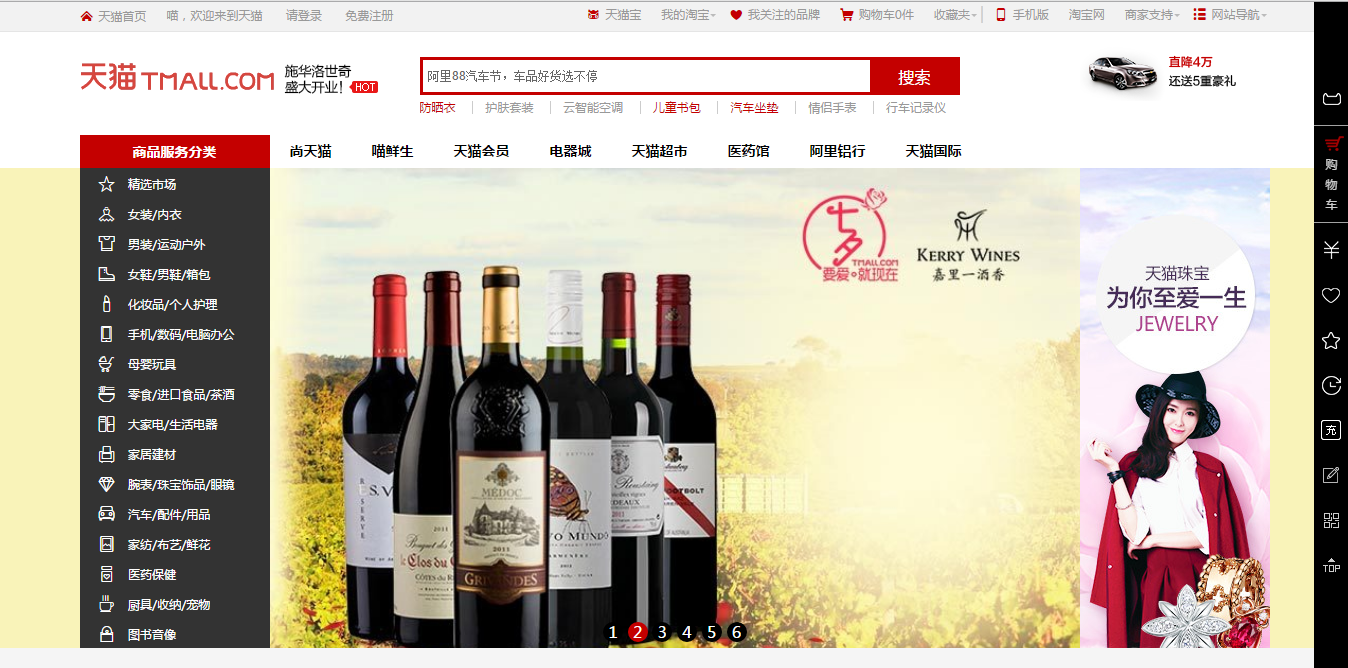 天猫首页 喵，欢迎来到天猫 请登录 免费注册 天猫宝 我的淘宝 我关注的品牌 购物车0件 收藏夹 手机版 淘宝网 商家支持 网站导航
天猫 TMALL.COM
施华洛世奇
盛大开业！ HOT
阿里88汽车节，车品好货选不停 搜索
直降4万
还送5重豪礼
防晒衣 护肤套装 云智能空调 儿童书包 汽车坐垫 情侣手表 行车记录仪
商品服务分类 尚天猫 喵鲜生 天猫会员 电器城 天猫超市 医药馆 阿里铝行 天猫国际
精选市场
女装/内衣
男装/运动户外
女鞋/男鞋/箱包
化妆品/个人护理
手机/数码/电脑办公
母婴玩具
零食/进口食品/茶酒
大家电/生活电器
家居建材
腕表/珠宝饰品/眼镜
汽车/配件/用品
家纺/布艺/鲜花
医药保健
厨具/收纳/宠物
图书音像
七夕
TMALL.COM
要爱·就现在
KERRY WINES
嘉里一酒香
RESERVE
MÉDOC
2011
GRIVANDES
2011
le Clos du
CÔTES DU
MUNDO
2011
1 2 3 4 5 6
天猫珠宝
为你至爱一生
JEWELRY
购
物
车
充
TOP